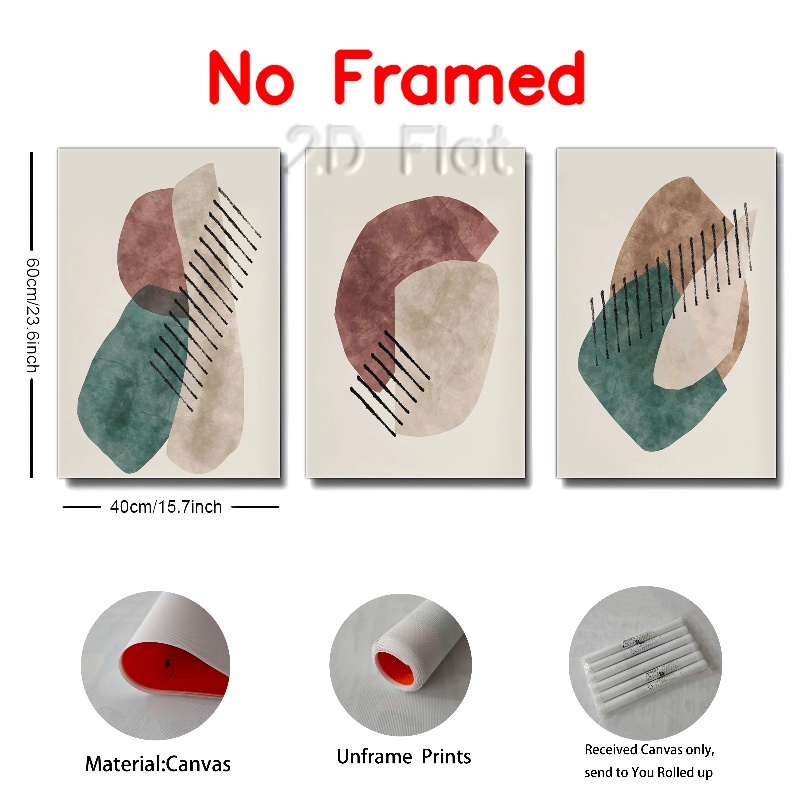 No Framed
2D Flat
60cm/23.6inch
40cm/15.7inch
Material:Canvas
Unframe Prints
Received Canvas only,
send to You Rolled up